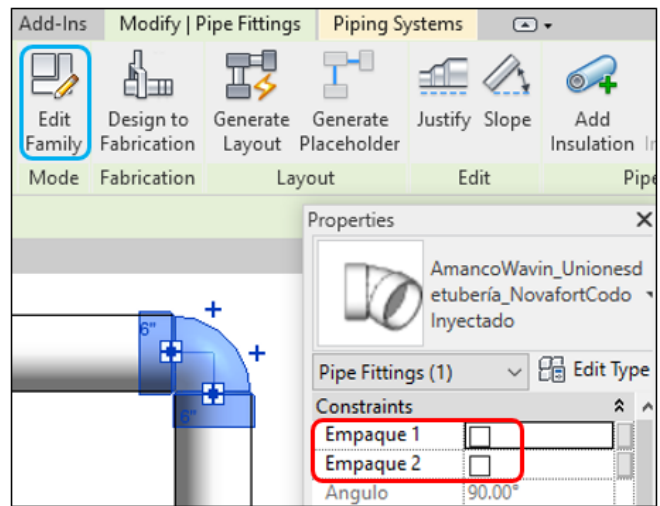 Add-Ins Modify | Pipe Fittings Piping Systems
Edit Family
Design to Fabrication
Generate Layout
Generate Placeholder
Justify
Slope
Add Insulation
Mode Fabrication Layout Edit
Properties
AmancoWavin_Unionesd
etubería_NovafortCodo
Inyectado
Pipe Fittings (1) Edit Type
Constraints
Empaque 1
Empaque 2
Angulo 90.00°
6"
6"